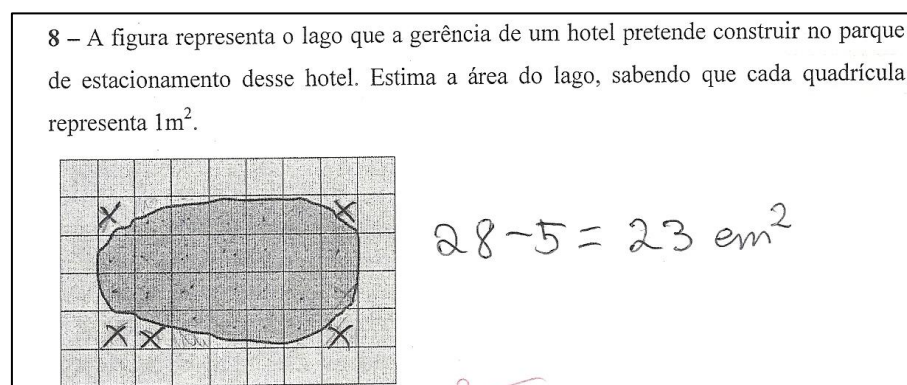 8 – A figura representa o lago que a gerência de um hotel pretende construir no parque
de estacionamento desse hotel. Estima a área do lago, sabendo que cada quadrícula
representa 1m².
28-5 = 23 em²